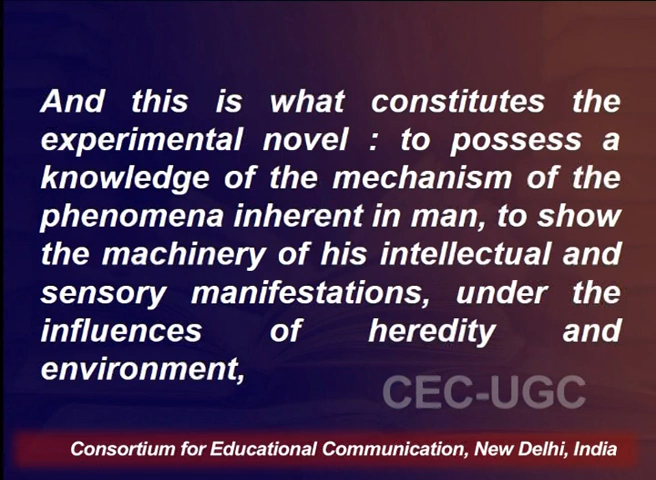 And this is what constitutes the
experimental novel : to possess a
knowledge of the mechanism of the
phenomena inherent in man, to show
the machinery of his intellectual and
sensory manifestations, under the
influences of heredity and
environment,
CEC-UGC
Consortium for Educational Communication, New Delhi, India